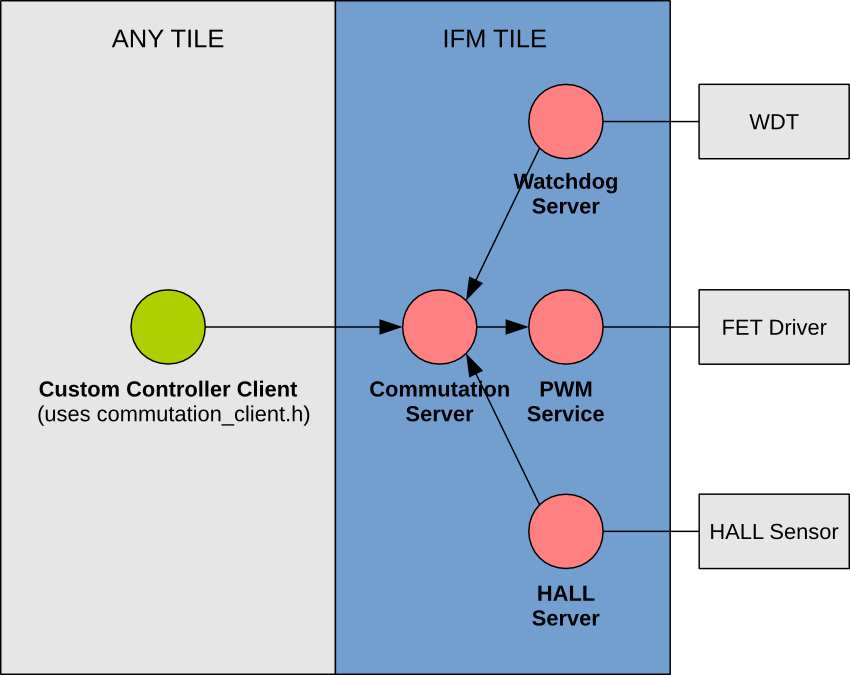 ANY TILE
IFM TILE
WDT
Watchdog
Server
FET Driver
Custom Controller Client
(uses commutation_client.h)
Commutation
Server
PWM
Service
HALL Sensor
HALL
Server